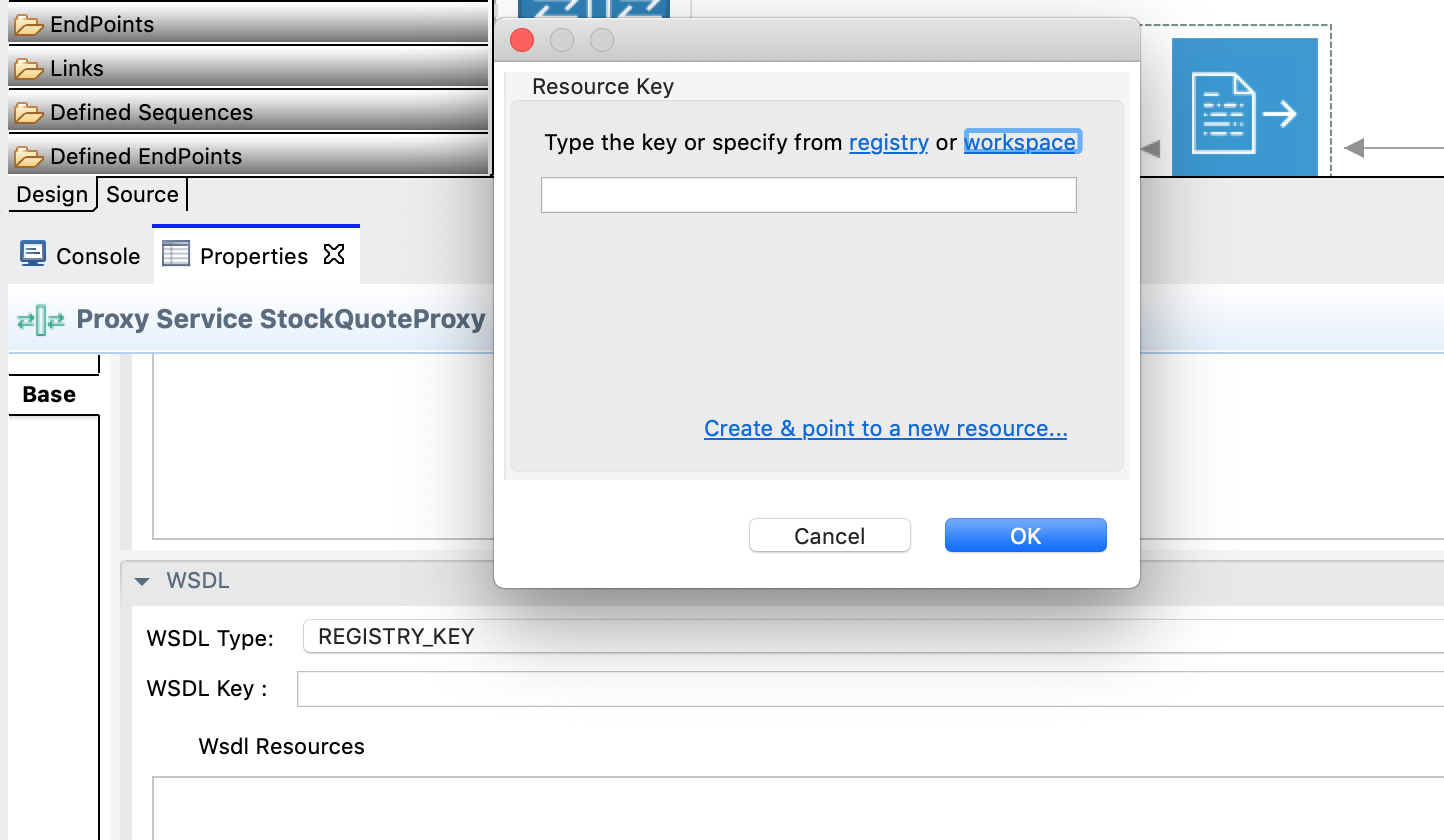 EndPoints
Links
Defined Sequences
Defined EndPoints
Design Source
Console Properties
Proxy Service StockQuoteProxy
Base
Resource Key
Type the key or specify from registry or workspace
Create & point to a new resource...
Cancel OK
WSDL
WSDL Type: REGISTRY_KEY
WSDL Key :
Wsdl Resources